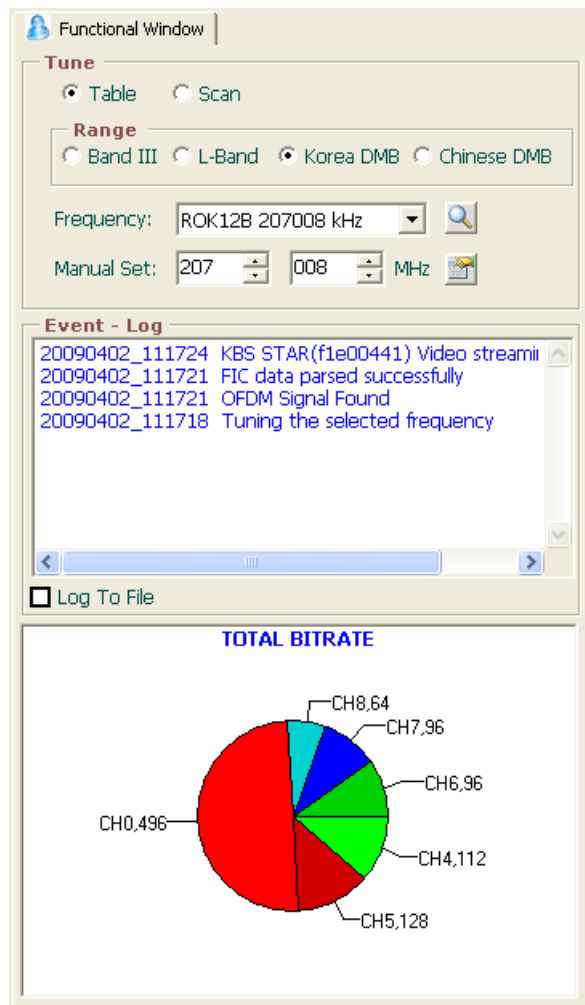 Functional Window
Tune
Table Scan
Range
Band III L-Band Korea DMB Chinese DMB
Frequency: ROK12B 207008 kHz
Manual Set: 207 008 MHz
Event - Log
20090402_111724 KBS STAR(f1e00441) Video streamin
20090402_111721 FIC data parsed successfully
20090402_111721 OFDM Signal Found
20090402_111718 Tuning the selected frequency
Log To File
TOTAL BITRATE
CH8,64
CH7,96
CH6,96
CH0,496
CH4,112
CH5,128